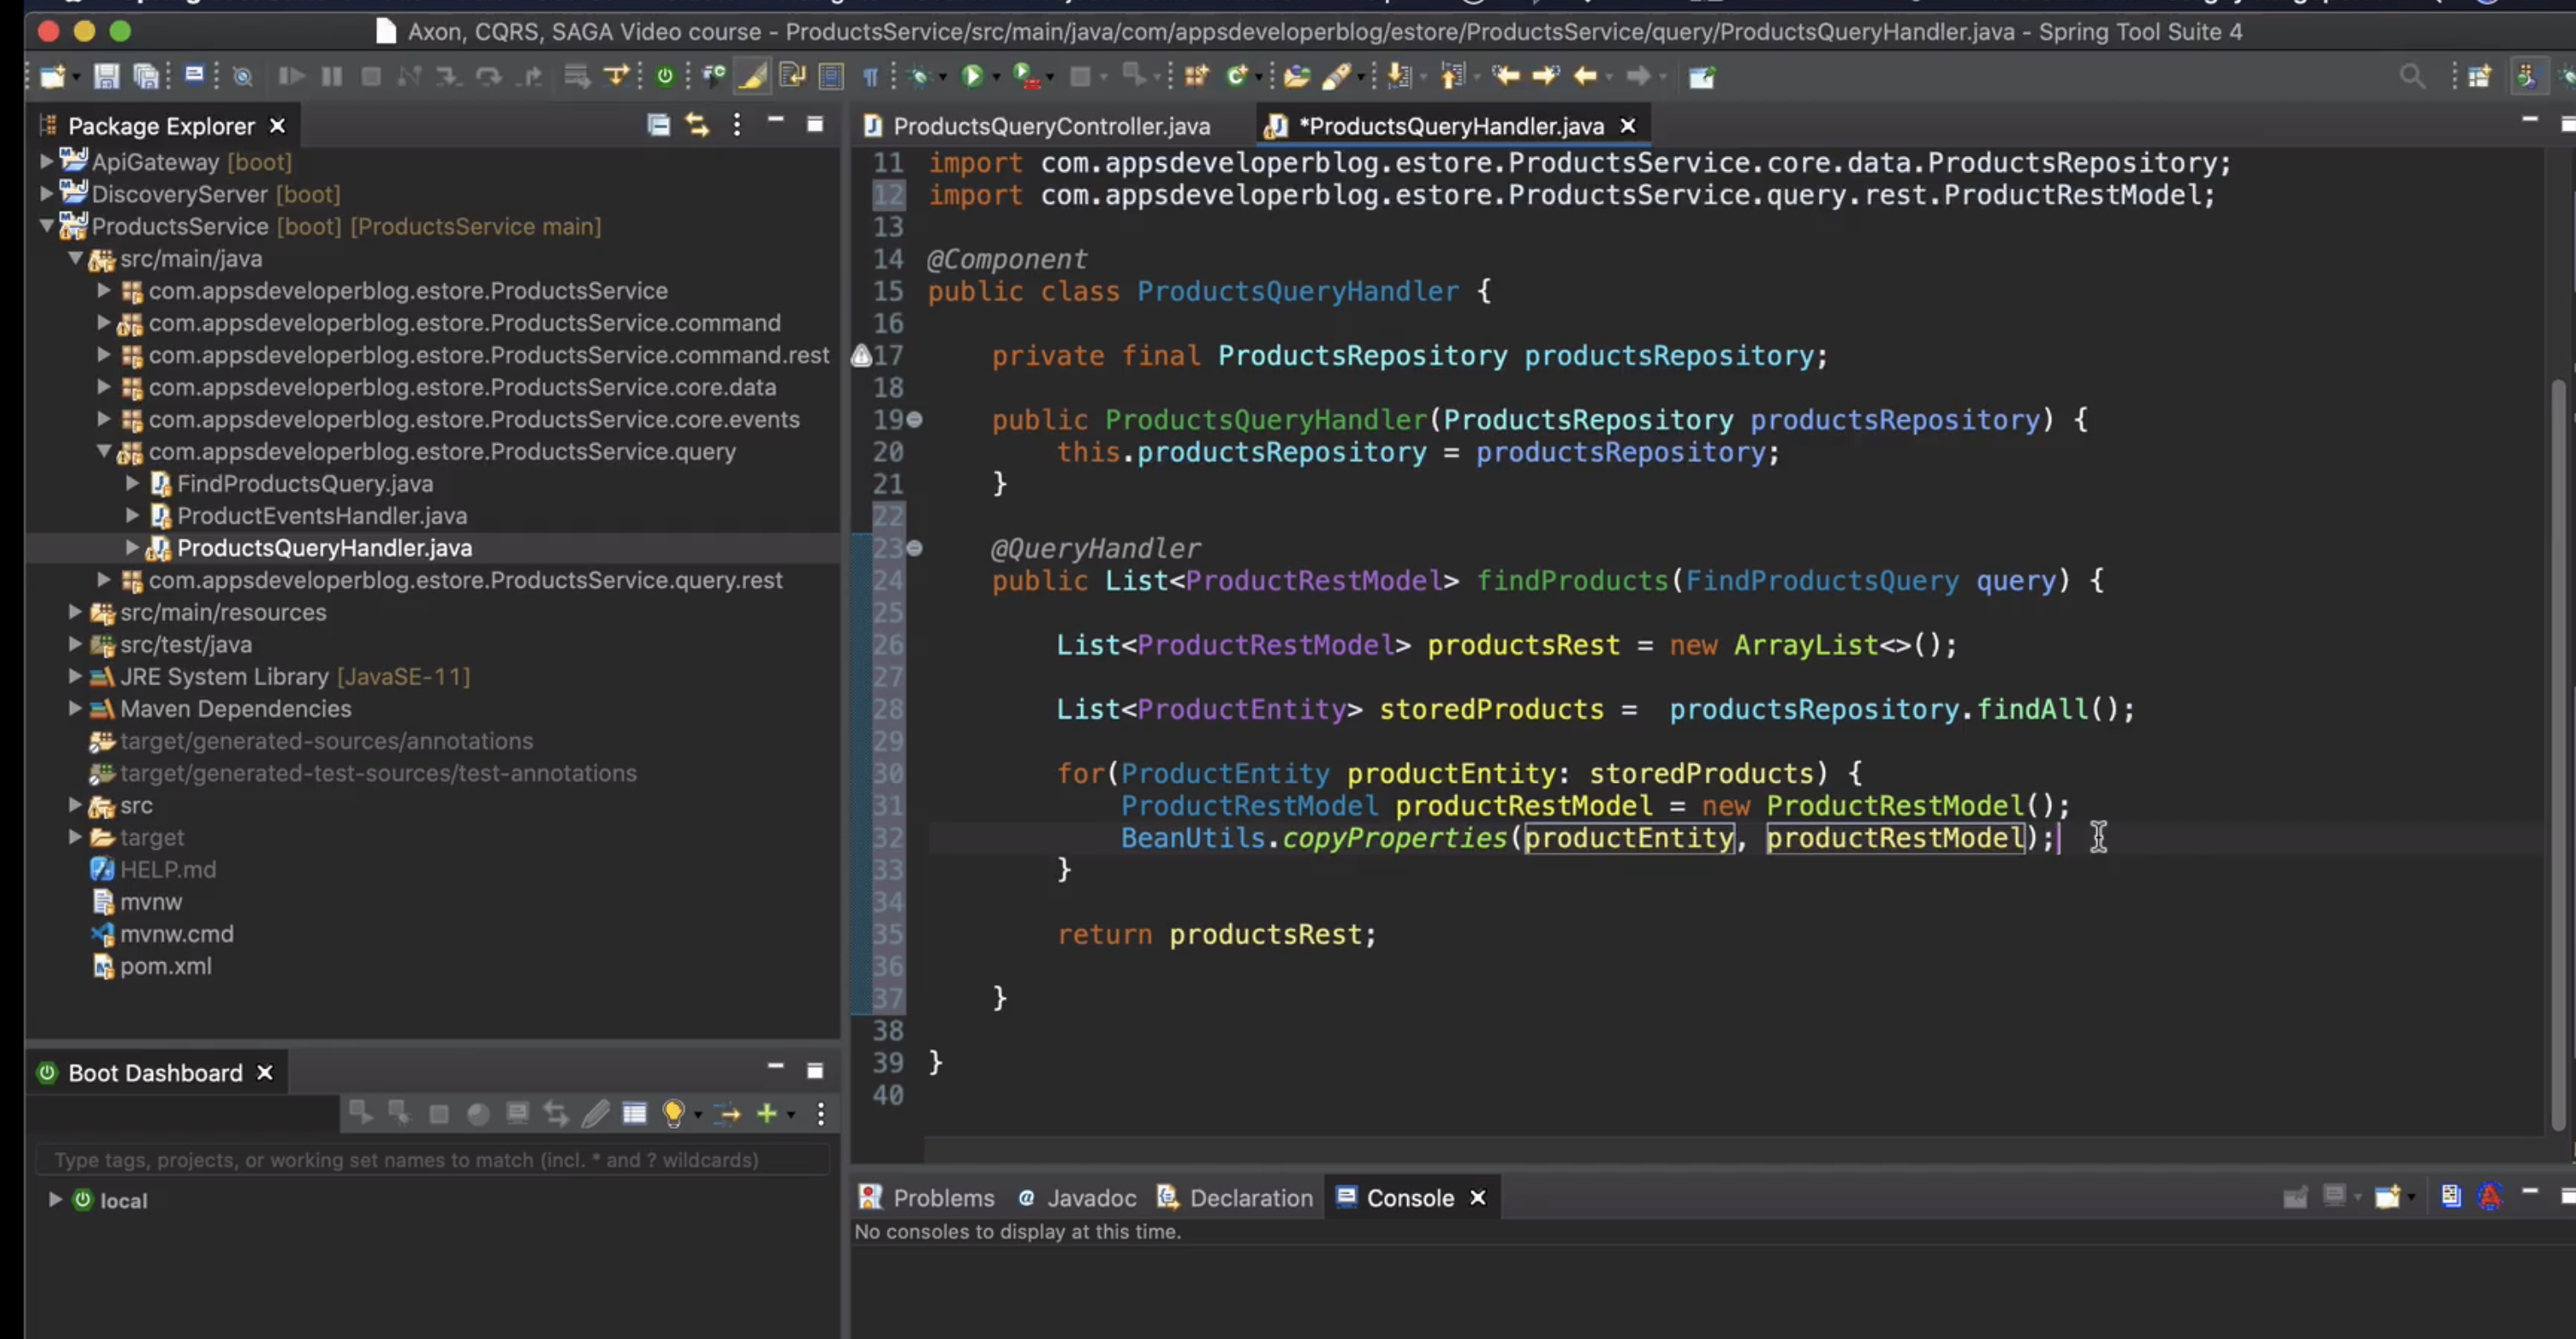 Axon, CQRS, SAGA Video course - ProductsService/src/main/java/com/appsdeveloperblog/estore/ProductsService/query/ProductsQueryHandler.java - Spring Tool Suite 4
Package Explorer
ApiGateway [boot]
DiscoveryServer [boot]
ProductsService [boot] [ProductsService main]
src/main/java
com.appsdeveloperblog.estore.ProductsService
com.appsdeveloperblog.estore.ProductsService.command
com.appsdeveloperblog.estore.ProductsService.command.rest
com.appsdeveloperblog.estore.ProductsService.core.data
com.appsdeveloperblog.estore.ProductsService.core.events
com.appsdeveloperblog.estore.ProductsService.query
FindProductsQuery.java
ProductEventsHandler.java
ProductsQueryHandler.java
com.appsdeveloperblog.estore.ProductsService.query.rest
src/main/resources
src/test/java
JRE System Library [JavaSE-11]
Maven Dependencies
target/generated-sources/annotations
target/generated-test-sources/test-annotations
src
target
HELP.md
mvnw
mvnw.cmd
pom.xml
Boot Dashboard
Type tags, projects, or working set names to match (incl. * and ? wildcards)
local
ProductsQueryController.java
*ProductsQueryHandler.java
11 import com.appsdeveloperblog.estore.ProductsService.core.data.ProductsRepository;
12 import com.appsdeveloperblog.estore.ProductsService.query.rest.ProductRestModel;
13
14 @Component
15 public class ProductsQueryHandler {
16
17 private final ProductsRepository productsRepository;
18
19 public ProductsQueryHandler(ProductsRepository productsRepository) {
20 this.productsRepository = productsRepository;
21 }
22
23 @QueryHandler
24 public List<ProductRestModel> findProducts(FindProductsQuery query) {
25
26 List<ProductRestModel> productsRest = new ArrayList<>();
27
28 List<ProductEntity> storedProducts =  productsRepository.findAll();
29
30 for(ProductEntity productEntity: storedProducts) {
31 ProductRestModel productRestModel = new ProductRestModel();
32 BeanUtils.copyProperties(productEntity, productRestModel);
33 }
34
35 return productsRest;
36
37 }
38
39 }
40
Problems
Javadoc
Declaration
Console
No consoles to display at this time.